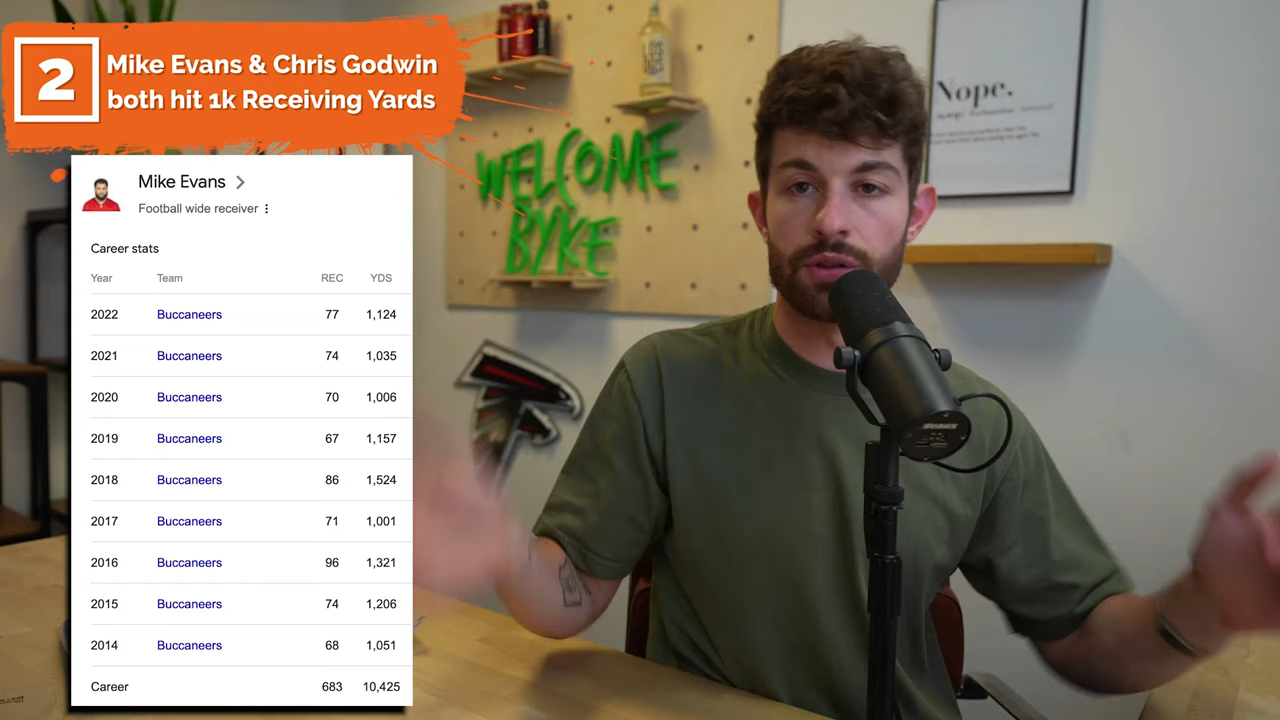 2
Mike Evans & Chris Godwin
both hit 1k Receiving Yards
Mike Evans
Football wide receiver
Career stats
Year Team REC YDS
2022 Buccaneers 77 1,124
2021 Buccaneers 74 1,035
2020 Buccaneers 70 1,006
2019 Buccaneers 67 1,157
2018 Buccaneers 86 1,524
2017 Buccaneers 71 1,001
2016 Buccaneers 96 1,321
2015 Buccaneers 74 1,206
2014 Buccaneers 68 1,051
Career 683 10,425
WELCOME
BYKE
Nope.